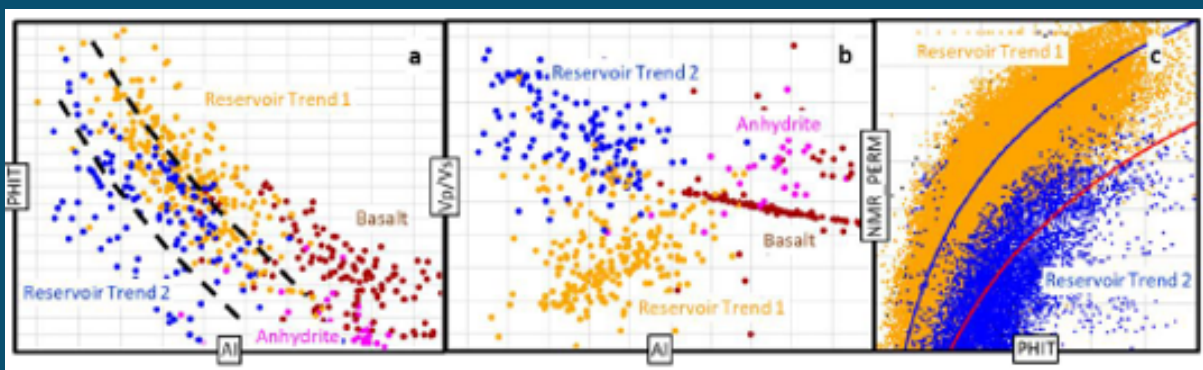 a
Reservoir Trend 1
PHIT
Basalt
Reservoir Trend 2
Anhydrite
AI
b
Reservoir Trend 2
Anhydrite
Vp/Vs
Basalt
Reservoir Trend 1
AI
Reservoir Trend 1
c
NMR_PERM
Reservoir Trend 2
PHIT